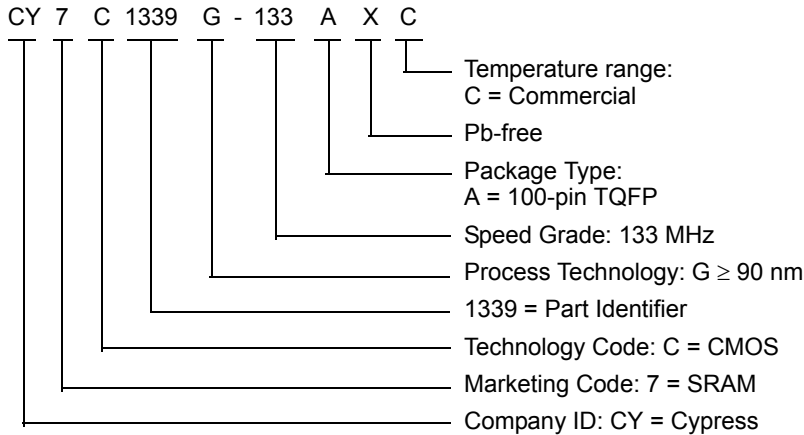 CY 7 C 1339 G - 133 A X C
Temperature range:
C = Commercial
Pb-free
Package Type:
A = 100-pin TQFP
Speed Grade: 133 MHz
Process Technology: G ≥ 90 nm
1339 = Part Identifier
Technology Code: C = CMOS
Marketing Code: 7 = SRAM
Company ID: CY = Cypress